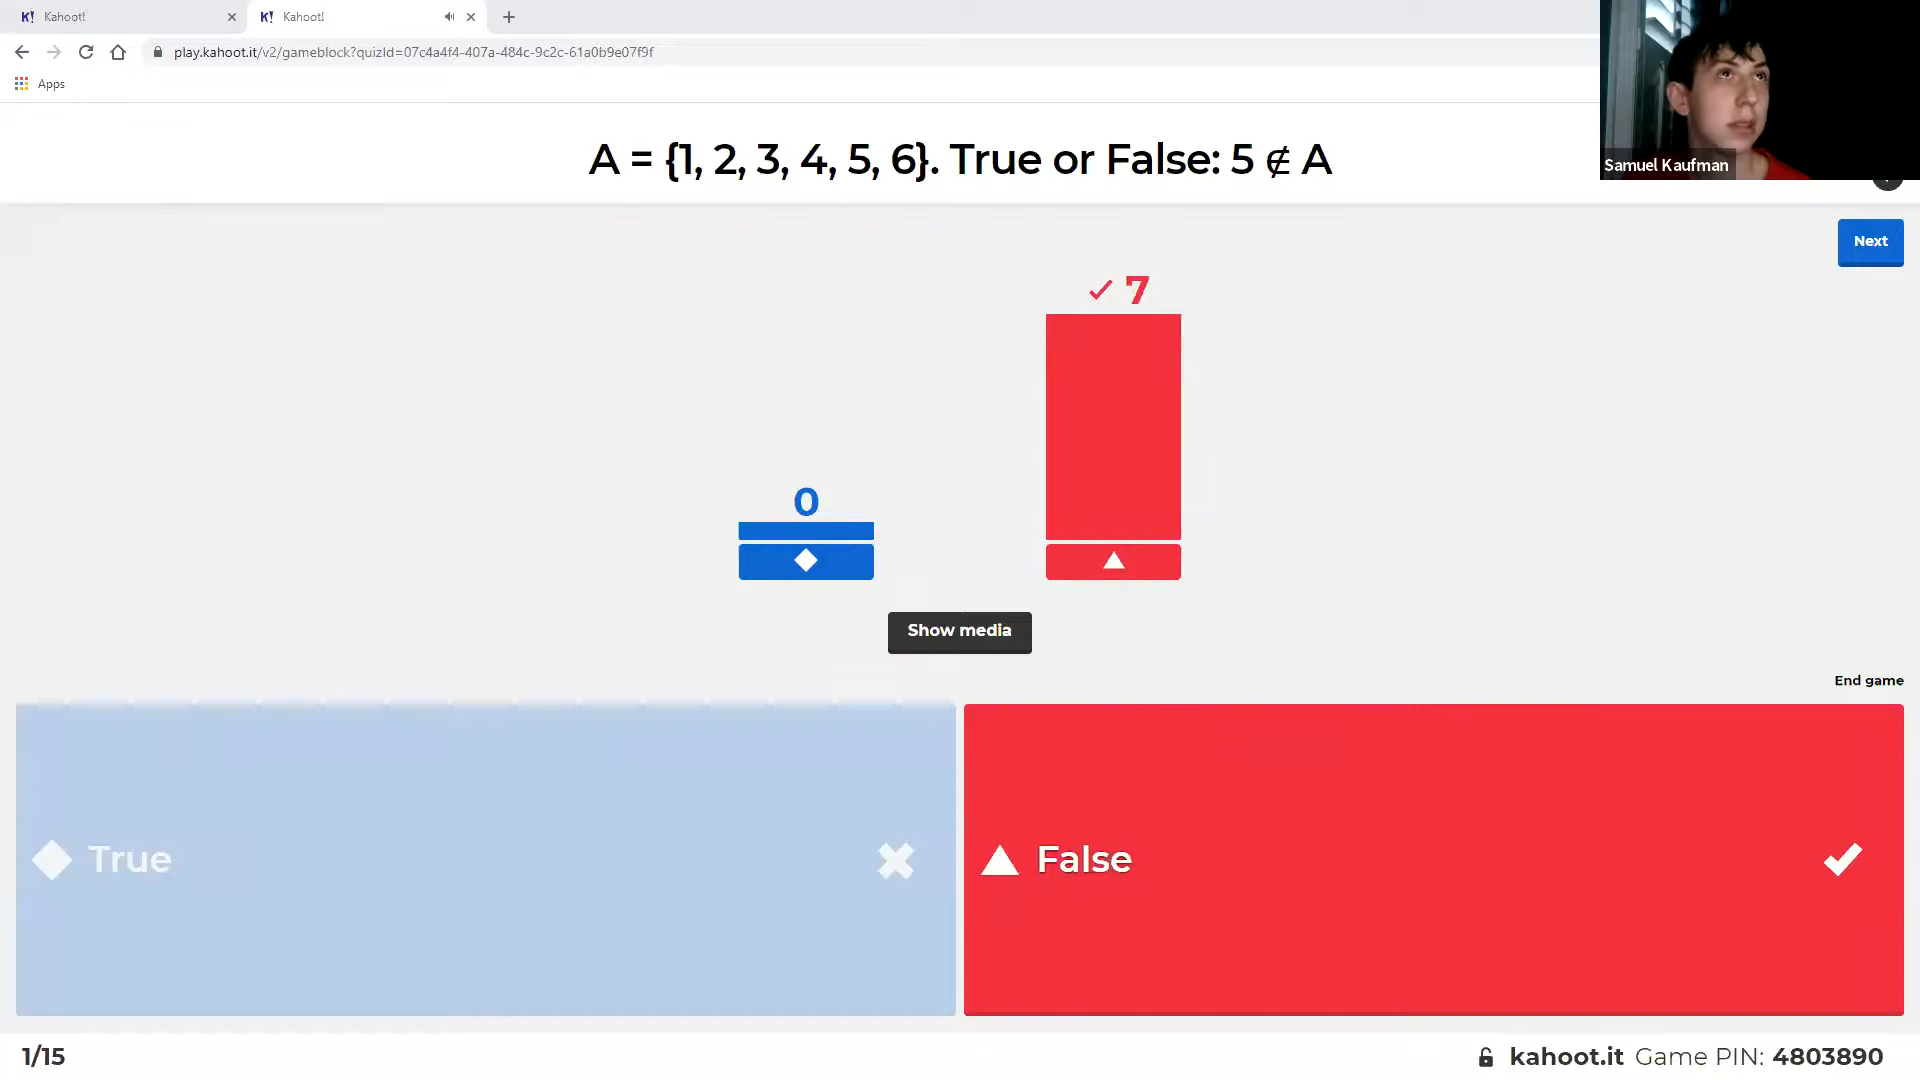 K! Kahoot!
K! Kahoot!
play.kahoot.it/v2/gameblock?quizId=07c4a4f4-407a-484c-9c2c-61a0b9e07f9f
Apps
Samuel Kaufman
A = {1, 2, 3, 4, 5, 6}. True or False: 5 ∉ A
Next
7
0
Show media
End game
True
False
1/15
kahoot.it Game PIN: 4803890